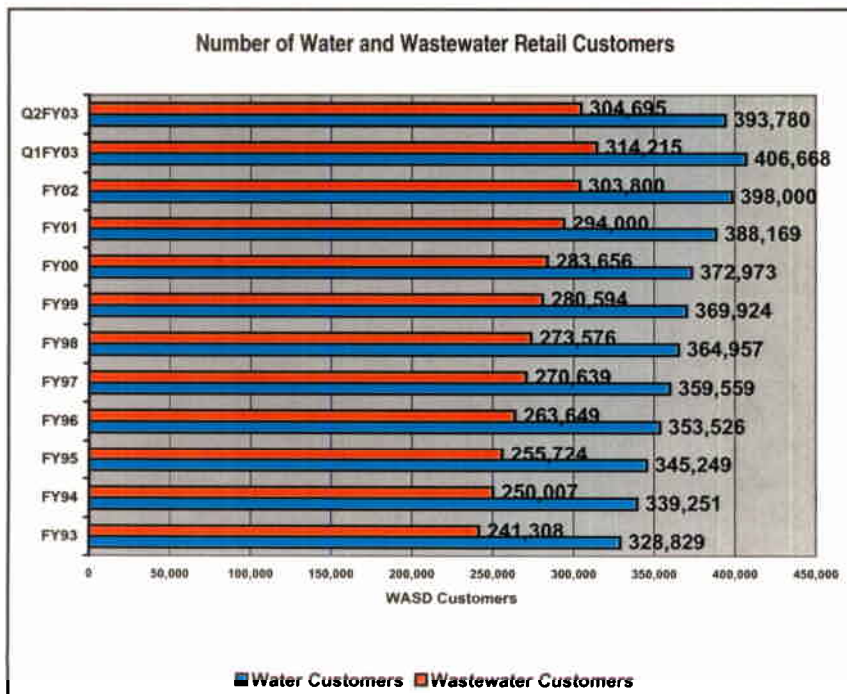 Number of Water and Wastewater Retail Customers
Q2FY03 304,695 393,780
Q1FY03 314,215 406,668
FY02 303,800 398,000
FY01 294,000 388,169
FY00 283,656 372,973
FY99 280,594 369,924
FY98 273,576 364,957
FY97 270,639 359,559
FY96 263,649 353,526
FY95 255,724 345,249
FY94 250,007 339,251
FY93 241,308 328,829
0 50,000 100,000 150,000 200,000 250,000 300,000 350,000 400,000 450,000
WASD Customers
Water Customers Wastewater Customers